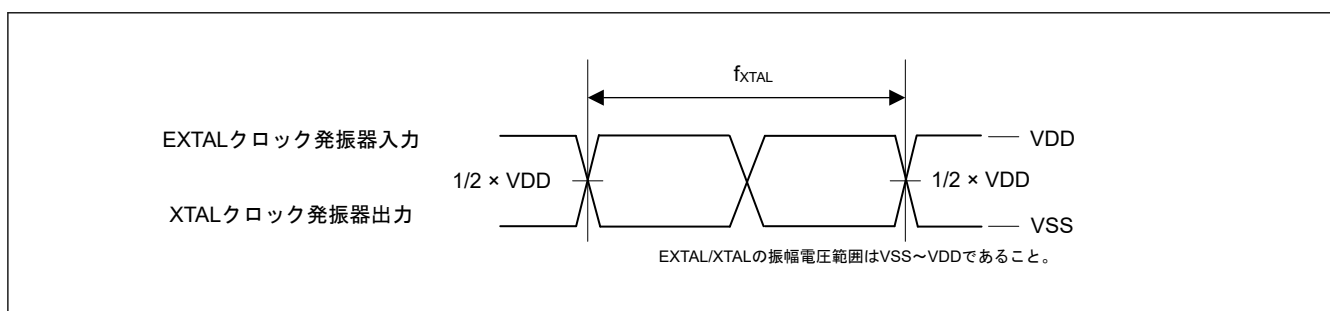 fXTAL
EXTALクロック発振器入力
VDD
1/2 × VDD
1/2 × VDD
XTALクロック発振器出力
VSS
EXTAL/XTALの振幅電圧範囲はVSS～VDDであること。